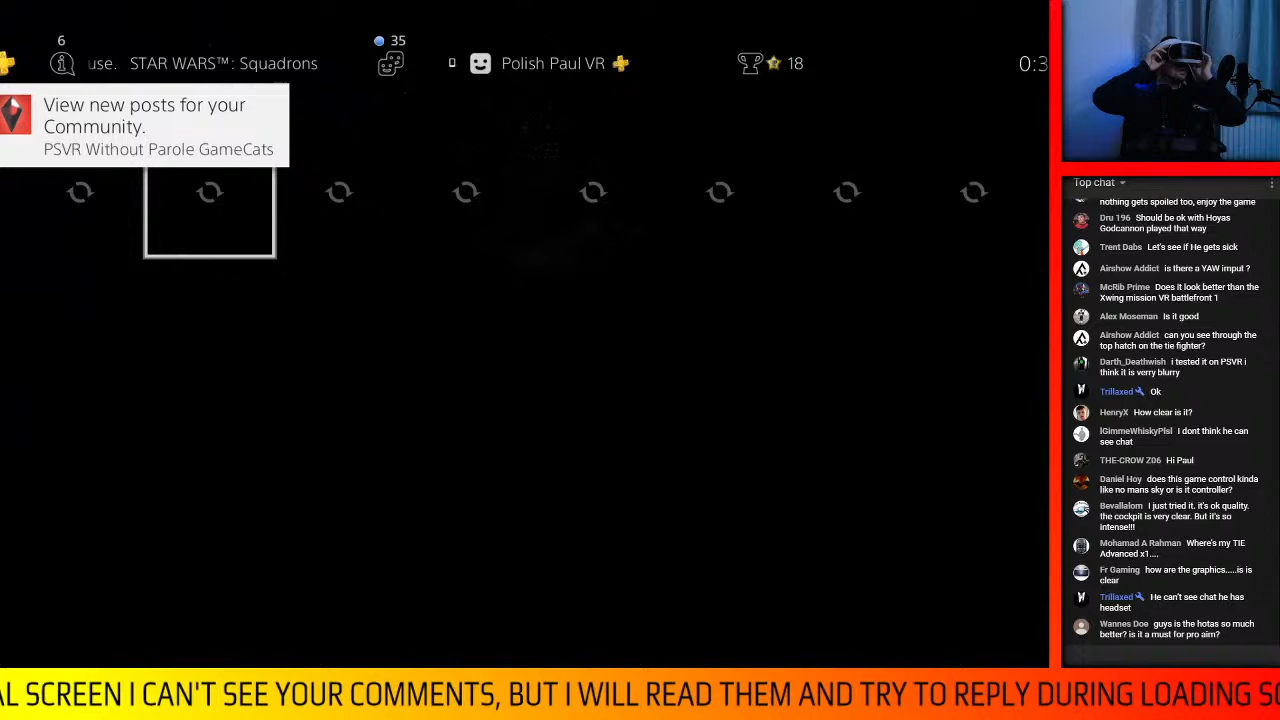 6
use. STAR WARS™: Squadrons
35
Polish Paul VR
18
0:3
View new posts for your
Community.
PSVR Without Parole GameCats
Top chat
nothing gets spoiled too, enjoy the game
Dru 196 Should be ok with Hoyas
Godcannon played that way
Trent Dabs Let's see if He gets sick
Airshow Addict is there a YAW imput ?
McRib Prime Does it look better than the
Xwing mission VR battlefront 1
Alex Moseman Is it good
Airshow Addict can you see through the
top hatch on the tie fighter?
Darth_Deathwish i tested it on PSVR i
think it is verry blurry
Trillaxed Ok
HenryX How clear is it?
IGimmeWhiskyPlsl I dont think he can
see chat
THE-CROW Z06 Hi Paul
Daniel Hoy does this game control kinda
like no mans sky or is it controller?
Bevallalom I just tried it. it's ok quality.
the cockpit is very clear. But it's so
intense!!!
Mohamad A Rahman Where's my TIE
Advanced x1....
Fr Gaming how are the graphics.....is is
clear
Trillaxed He can't see chat he has
headset
Wannes Doe guys is the hotas so much
better? is it a must for pro aim?
AL SCREEN I CAN'T SEE YOUR COMMENTS, BUT I WILL READ THEM AND TRY TO REPLY DURING LOADING SC